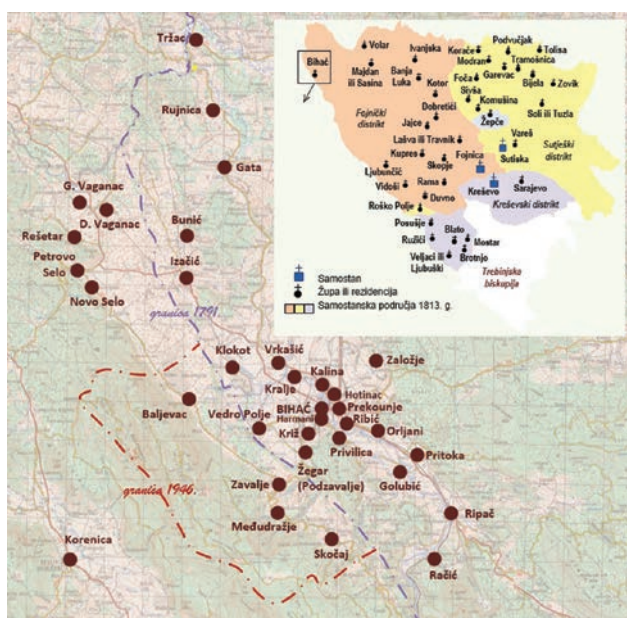 Tržac
Rujnica
Gata
G. Vaganac
D. Vaganac
Bunić
Rešetar
Petrovo
Selo
Izačić
Novo Selo
granica 1791.
Klokot
Vrkašić
Založje
Kralje
Kalina
Hotinac
Baljevac
BIHAĆ
Prekounje
Harmani
Ribić
Vedro Polje
Križ
Orljani
Privilica
Pritoka
Žegar
(Podzavalje)
Golubić
Zavalje
granica 1946.
Međudražje
Ripač
Skočaj
Korenica
Račić
Volar
Ivanjska
Koraće
Podvučjak
Tolisa
Bihać
Modran
Tramošnica
Majdan
ili Sasina
Banja
Luka
Foča
Garevac
Bijela
Zovik
Kotor
Sivša
Komušina
Soli ili Tuzla
Fojnički
distrikt
Dobretići
Žepče
Jajce
Vareš
Lašva ili Travnik
Sutješki
distrikt
Kupres
Fojnica
Sutiska
Skopje
Ljubunčić
Vidoši
Rama
Kreševo
Sarajevo
Duvno
Kreševski distrikt
Roško Polje
Posušje
Ružići
Blato
Mostar
Veljaci ili
Ljubuški
Brotnjo
Trebinjska
biskupija
Samostan
Župa ili rezidencija
Samostanska područja 1813. g.